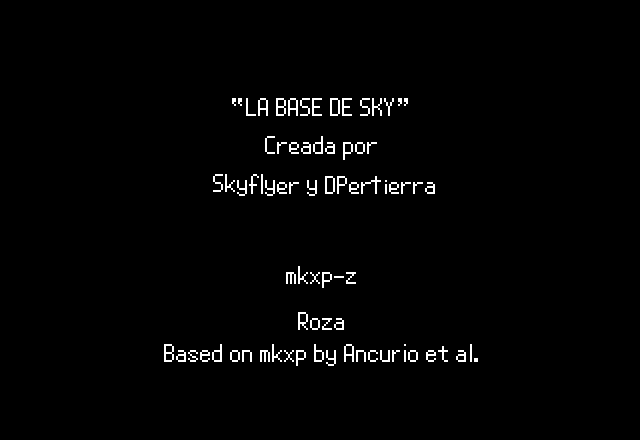 "LA BASE DE SKY"
Creada por
Skyflyer y DPertierra
mkxp-z
Roza
Based on mkxp by Ancurio et al.